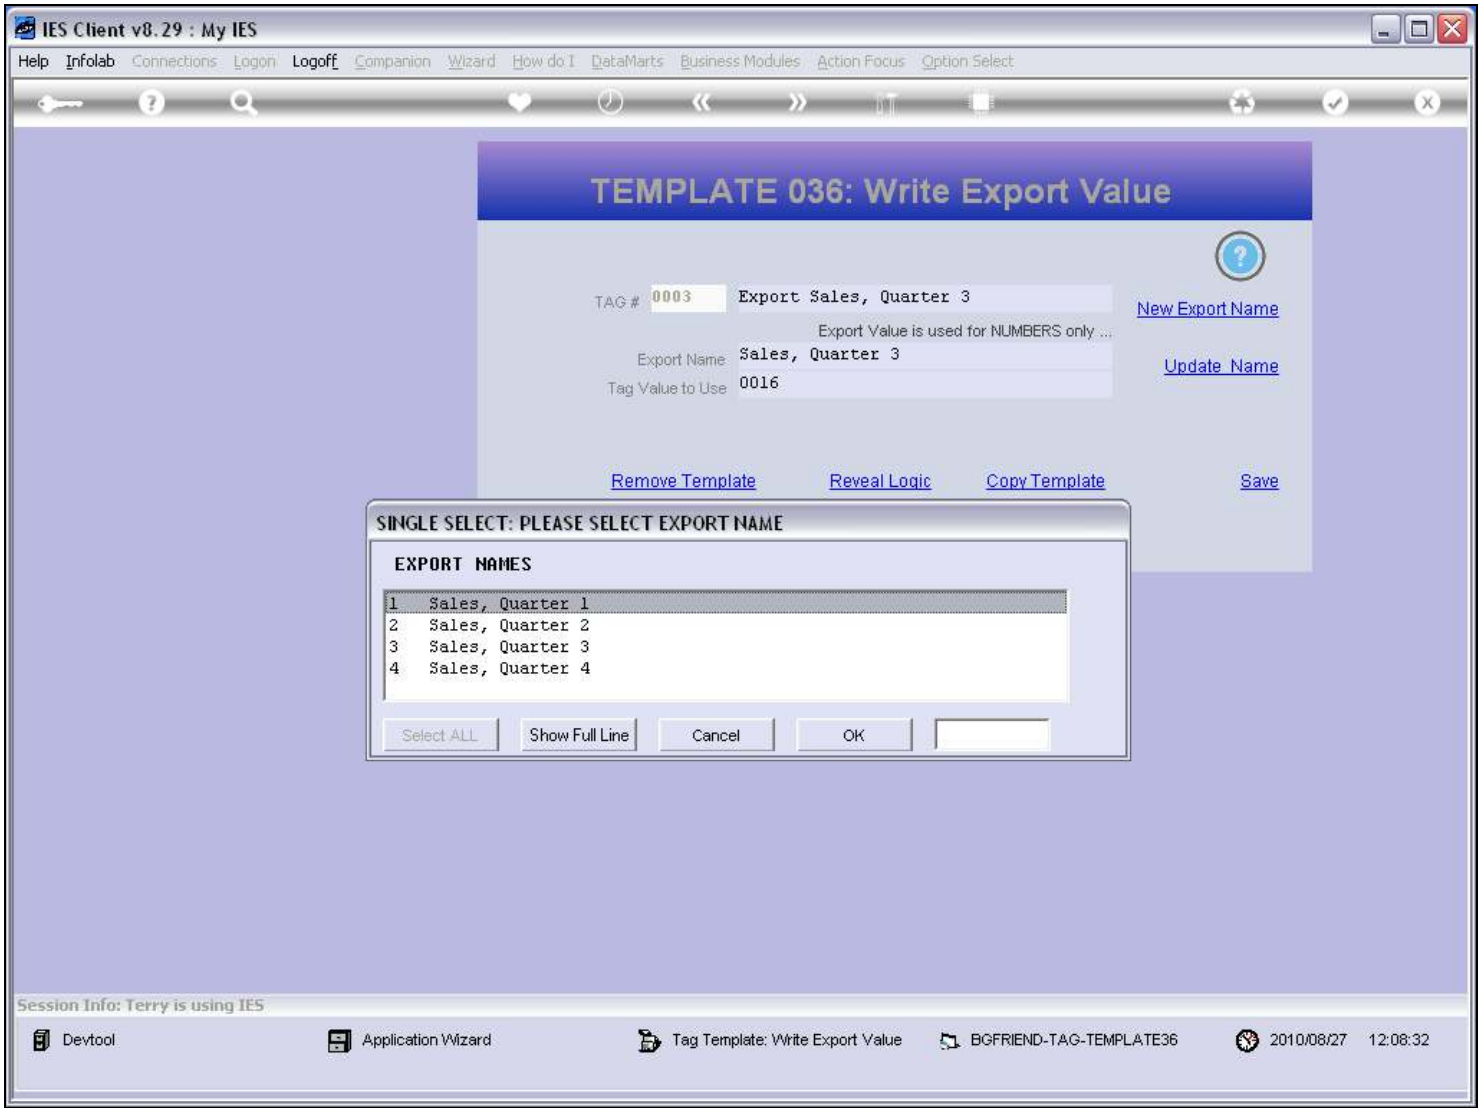 IES Client v8.29 : My IES
Help Infolab Connections Logon Logoff Companion Wizard How do I DataMarts Business Modules Action Focus Option Select
TEMPLATE 036: Write Export Value
TAG # 0003 Export Sales, Quarter 3
New Export Name
Export Value is used for NUMBERS only ...
Export Name Sales, Quarter 3
Update Name
Tag Value to Use 0016
Remove Template Reveal Logic Copy Template Save
SINGLE SELECT: PLEASE SELECT EXPORT NAME
EXPORT NAMES
1 Sales, Quarter 1
2 Sales, Quarter 2
3 Sales, Quarter 3
4 Sales, Quarter 4
Select ALL Show Full Line Cancel OK
Session Info: Terry is using IES
Devtool Application Wizard Tag Template: Write Export Value BGFRIEND-TAG-TEMPLATE36 2010/08/27 12:08:32